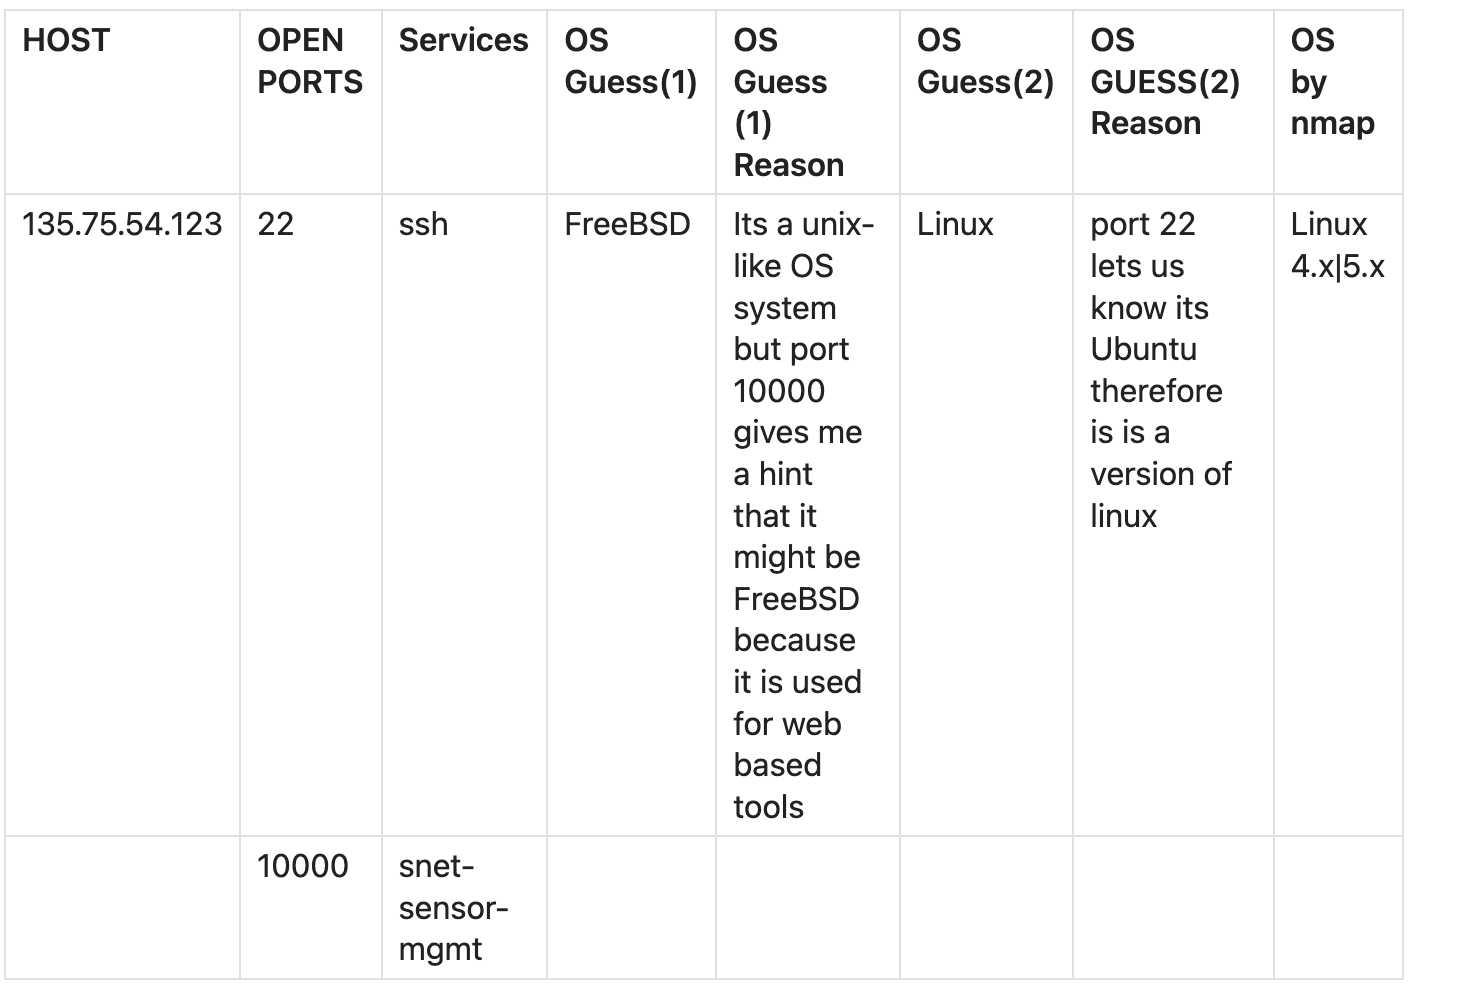 HOST
OPEN
PORTS
Services
OS
Guess(1)
OS
Guess
(1)
Reason
OS
Guess(2)
OS
GUESS(2)
Reason
OS
by
nmap
135.75.54.123
22
ssh
FreeBSD
Its a unix-
like OS
system
but port
10000
gives me
a hint
that it
might be
FreeBSD
because
it is used
for web
based
tools
Linux
port 22
lets us
know its
Ubuntu
therefore
is is a
version of
linux
Linux
4.x|5.x
10000
snet-
sensor-
mgmt